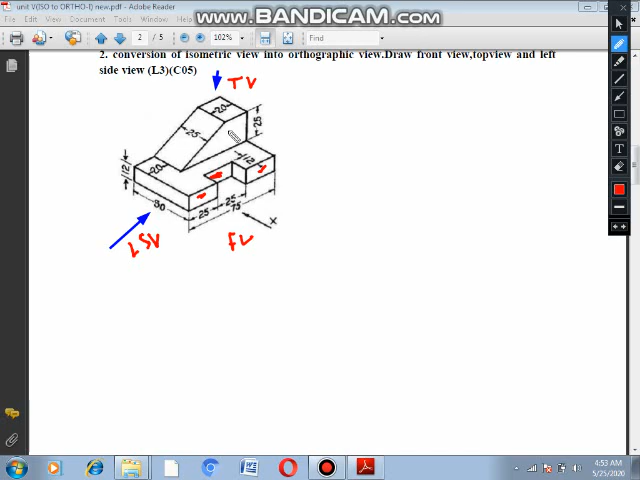 www.BANDICAM.com
unit V(ISO to ORTHO-I) new.pdf - Adobe Reader
File Edit View Document Tools Window Help
2 / 5 102% Find
2. conversion of isometric view into orthographic view.Draw front view,topview and left
side view (L3)(C05)
TV
20
25
25
12
20
12
50
25
25
75
X
LSV
FV
4:53 AM
5/25/2020